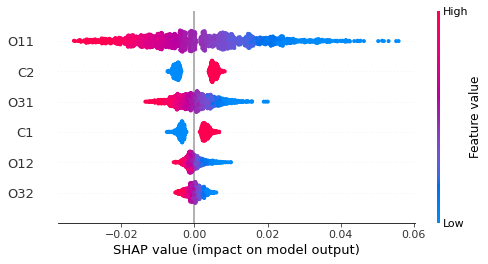 High
O11
C2
O31
C1
O12
O32
Feature value
Low
−0.02 0.00 0.02 0.04 0.06
SHAP value (impact on model output)